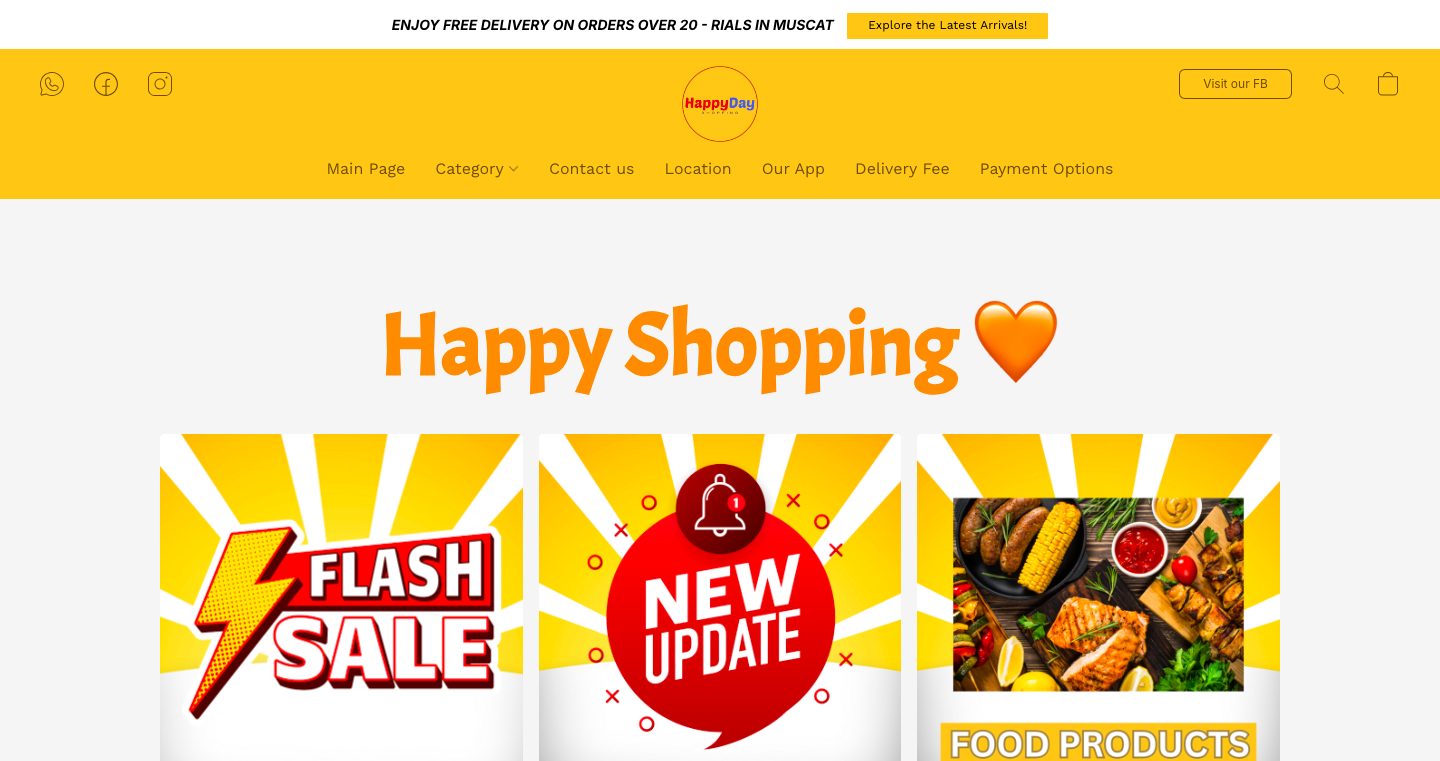 ENJOY FREE DELIVERY ON ORDERS OVER 20 - RIALS IN MUSCAT
Explore the Latest Arrivals!
Visit our FB
HappyDay
SHOPPING
Main Page
Category
Contact us
Location
Our App
Delivery Fee
Payment Options
Happy Shopping 🧡
FLASH
SALE
1
NEW
UPDATE
FOOD PRODUCTS